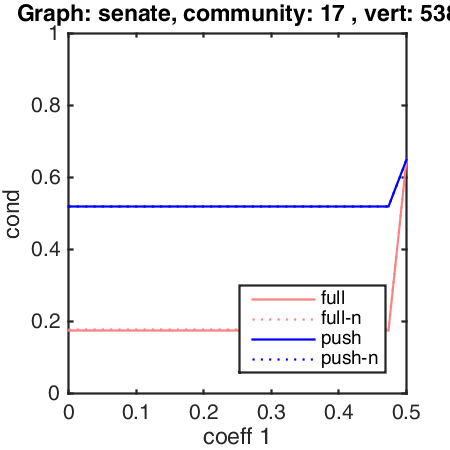 Graph: senate, community: 17 , vert: 538
1
0.8
0.6
0.4
0.2
0
cond
full
full-n
push
push-n
0 0.1 0.2 0.3 0.4 0.5
coeff 1